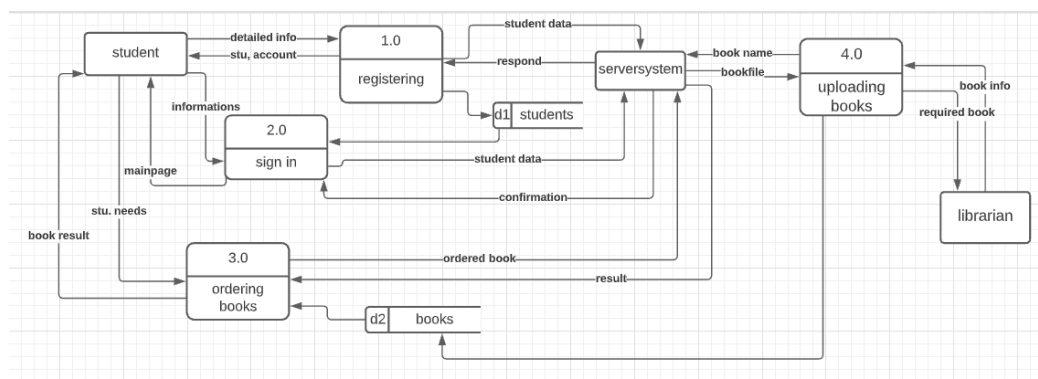 student data
1.0
registering
student
detailed info
stu, account
respond
serversystem
book name
bookfile
4.0
uploading
books
book info
required book
informations
d1 students
2.0
sign in
student data
mainpage
confirmation
librarian
stu. needs
book result
3.0
ordering
books
ordered book
result
d2 books